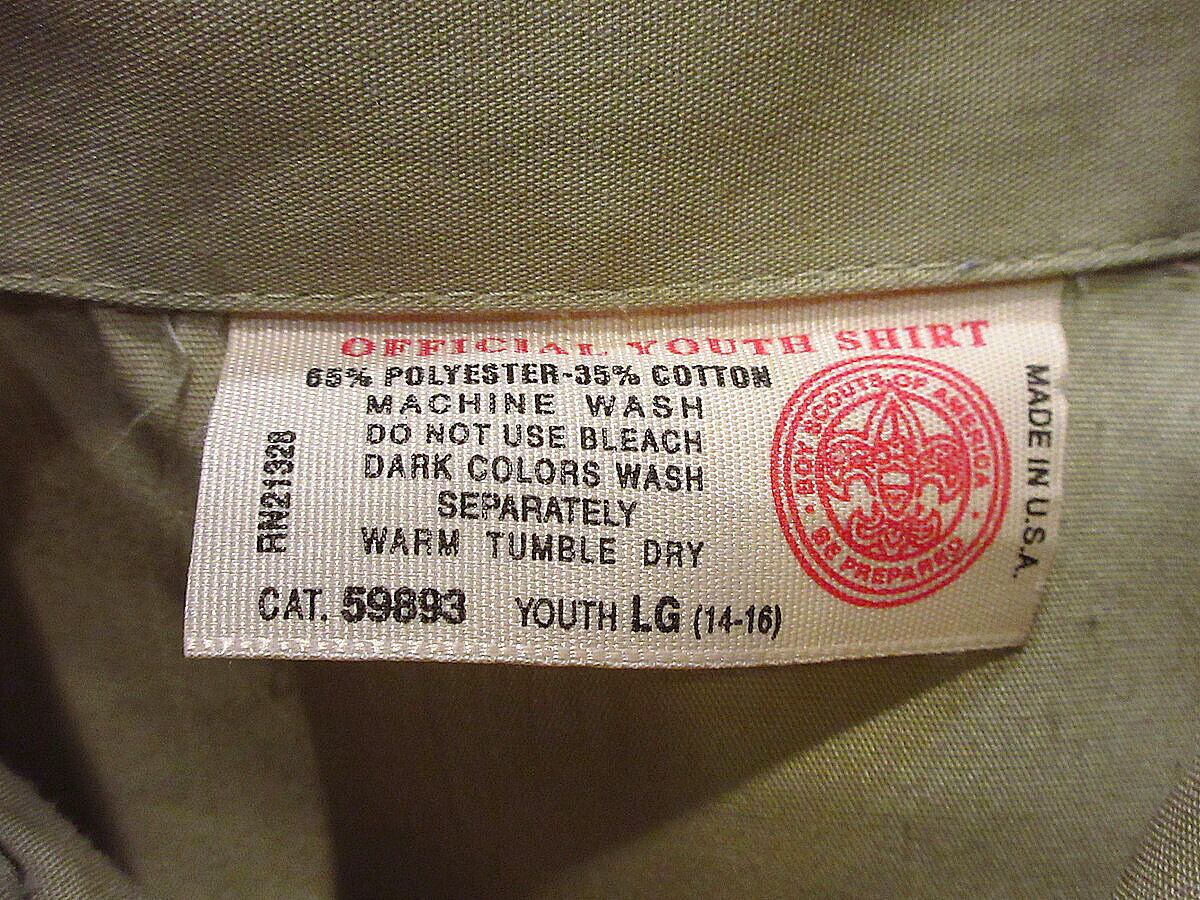 OFFICIAL YOUTH SHIRT
65% POLYESTER-35% COTTON
MACHINE WASH
DO NOT USE BLEACH
DARK COLORS WASH
SEPARATELY
WARM TUMBLE DRY
RN21328
CAT. 59893 YOUTH LG (14-16)
BOY SCOUTS OF AMERICA
BE PREPARED
MADE IN U.S.A.